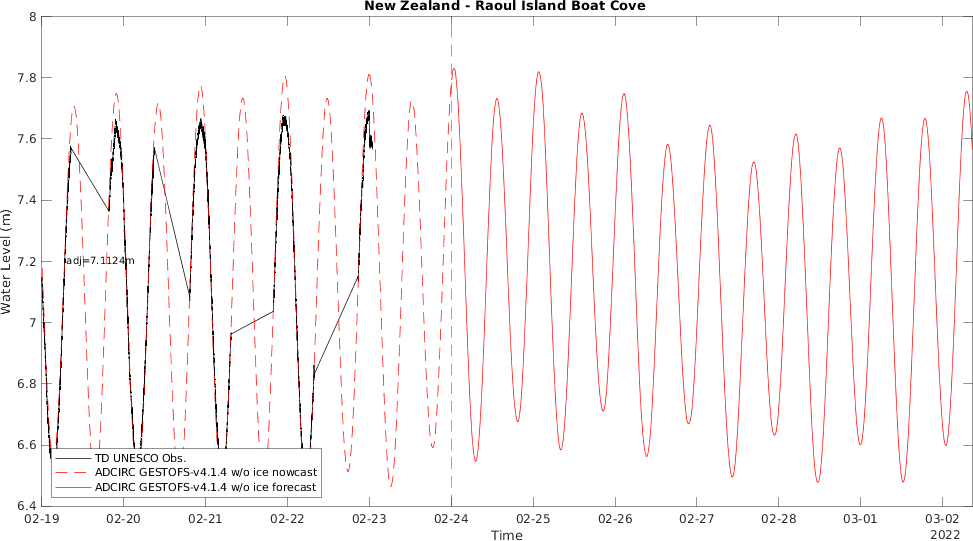 New Zealand - Raoul Island Boat Cove
8
7.8
7.6
7.4
7.2
7
6.8
6.6
6.4
Water Level (m)
adj=7.1124m
TD UNESCO Obs.
ADCIRC GESTOFS-v4.1.4 w/o ice nowcast
ADCIRC GESTOFS-v4.1.4 w/o ice forecast
02-19 02-20 02-21 02-22 02-23 02-24 02-25 02-26 02-27 02-28 03-01 03-02
2022
Time